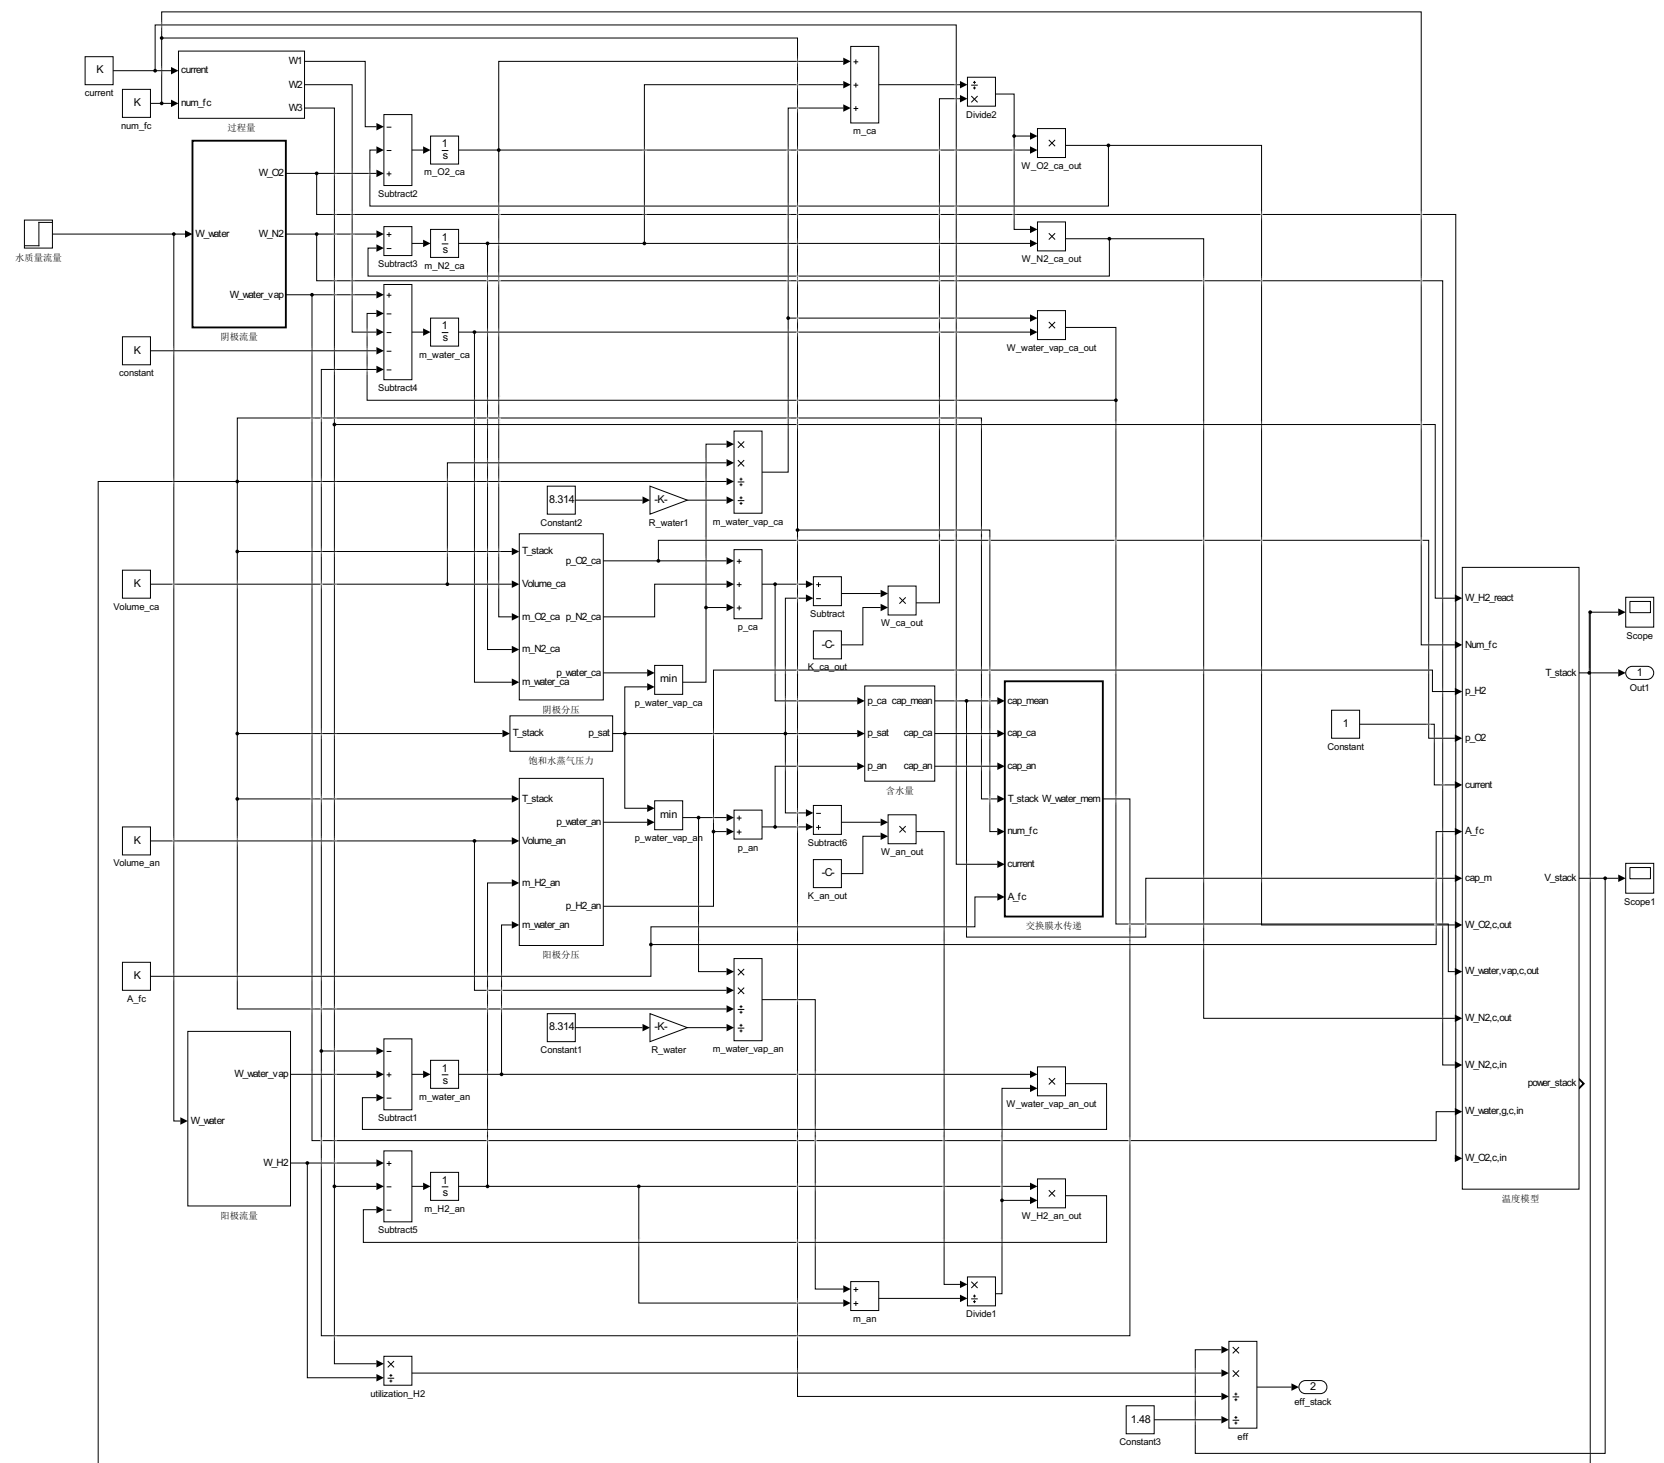 K
current
K
num_fc
current
num_fc
W1
W2
W3
过程量
水质量流量
W_water
W_O2
W_N2
W_water_vap
阴极流量
K
constant
Subtract2
1
s
m_O2_ca
Subtract3
1
s
m_N2_ca
Subtract4
1
s
m_water_ca
m_ca
÷
×
Divide2
×
W_O2_ca_out
×
W_N2_ca_out
×
W_water_vap_ca_out
8.314
Constant2
-K-
R_water1
×
×
÷
÷
m_water_vap_ca
K
Volume_ca
T_stack
Volume_ca
m_O2_ca
m_N2_ca
m_water_ca
p_O2_ca
p_N2_ca
p_water_ca
阴极分压
min
p_water_vap_ca
+
+
+
p_ca
+
−
Subtract
-C-
K_ca_out
×
W_ca_out
T_stack
p_sat
饱和水蒸气压力
p_ca
p_sat
p_an
cap_mean
cap_ca
cap_an
含水量
cap_mean
cap_ca
cap_an
T_stack
num_fc
current
A_fc
W_water_mem
交换膜水传递
K
Volume_an
T_stack
Volume_an
m_H2_an
m_water_an
p_water_an
p_H2_an
阳极分压
min
p_water_vap_an
+
+
p_an
−
+
Subtract6
-C-
K_an_out
×
W_an_out
K
A_fc
8.314
Constant1
-K-
R_water
×
×
÷
÷
m_water_vap_an
W_water
W_water_vap
W_H2
阳极流量
Subtract1
1
s
m_water_an
×
W_water_vap_an_out
Subtract5
1
s
m_H2_an
×
W_H2_an_out
+
+
m_an
×
÷
Divide1
×
÷
utilization_H2
1.48
Constant3
×
×
÷
÷
eff
2
eff_stack
1
Constant
W_H2_react
Num_fc
p_H2
p_O2
current
A_fc
cap_m
W_O2,c,out
W_water,vap,c,out
W_N2,c,out
W_N2,c,in
W_water,g,c,in
W_O2,c,in
T_stack
V_stack
power_stack
温度模型
Scope
1
Out1
Scope1